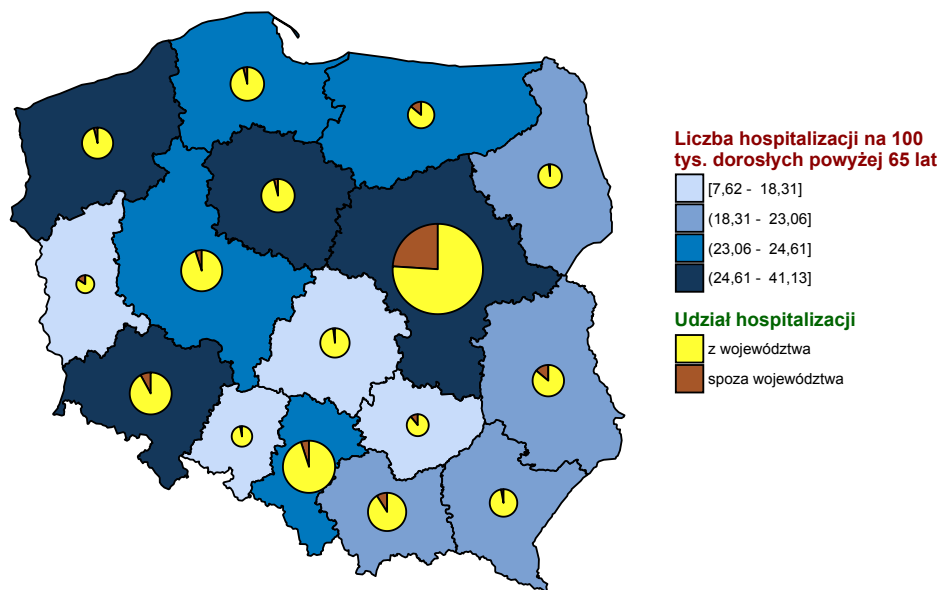 Liczba hospitalizacji na 100
tys. dorosłych powyżej 65 lat
[7,62 - 18,31]
(18,31 - 23,06]
(23,06 - 24,61]
(24,61 - 41,13]
Udział hospitalizacji
z województwa
spoza województwa